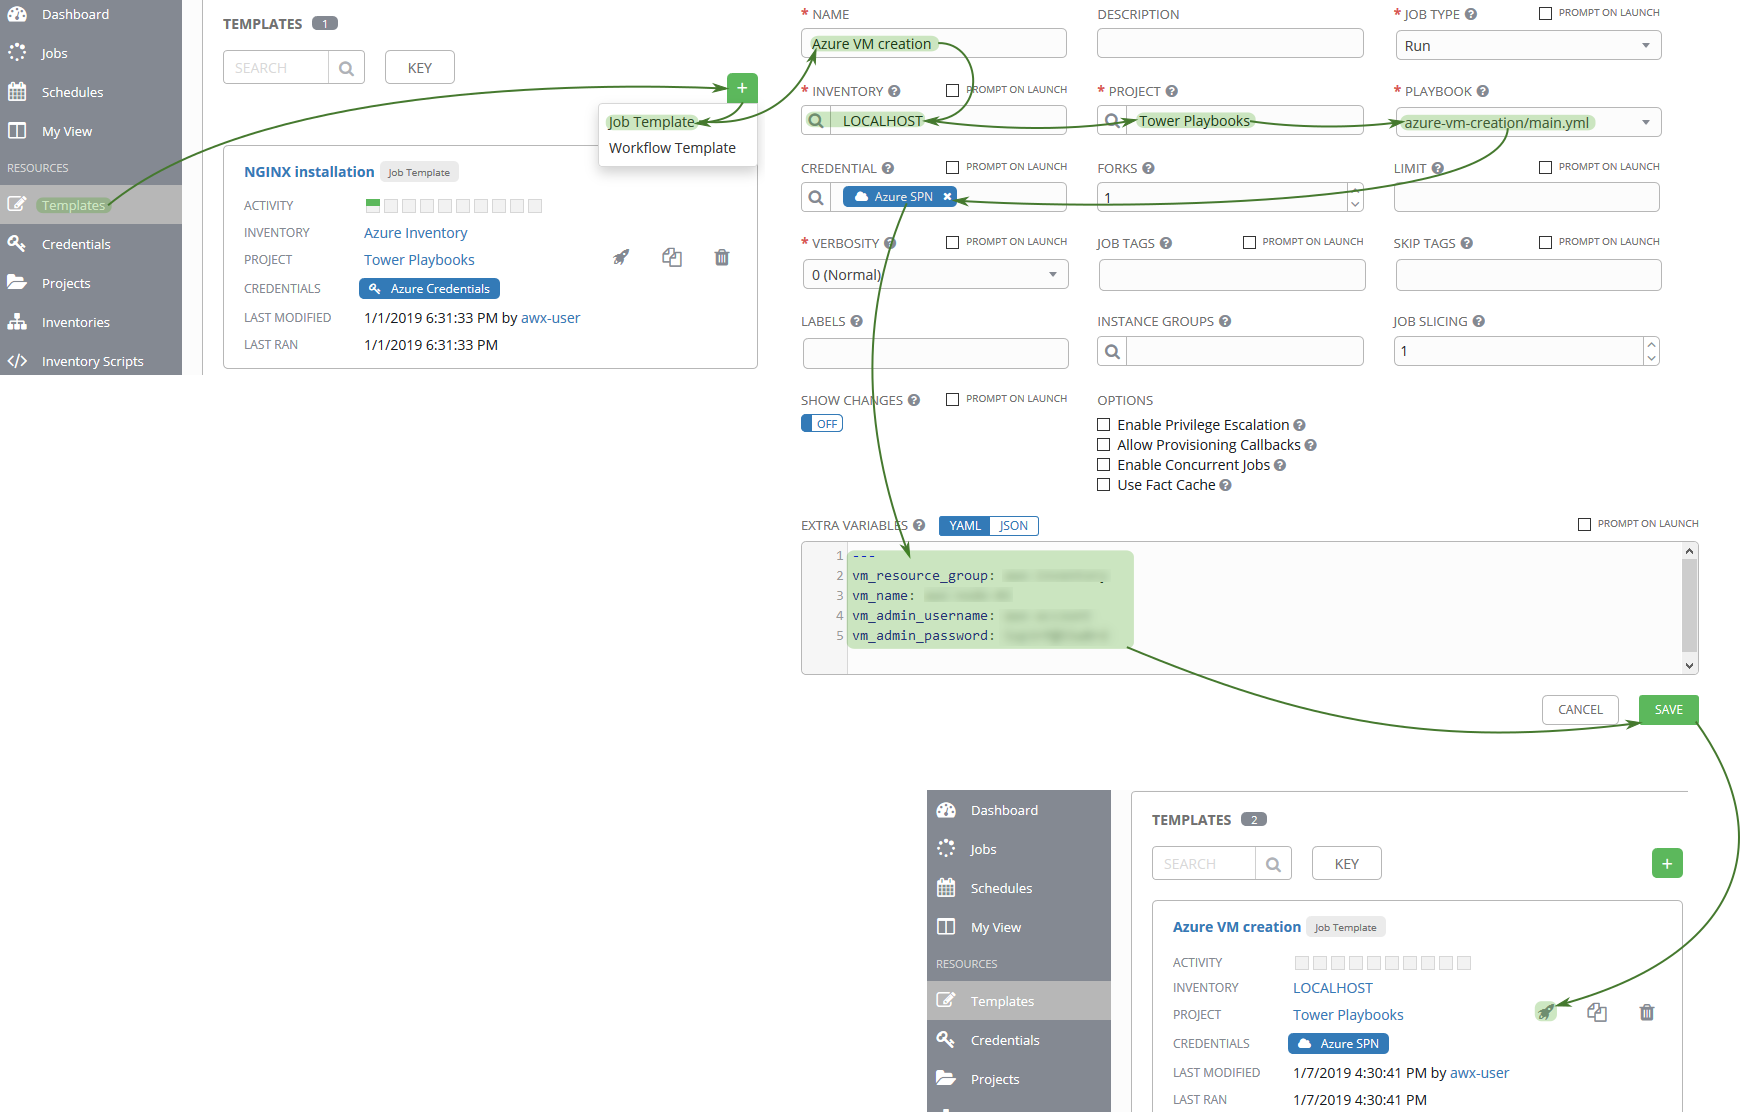 Dashboard
Jobs
Schedules
My View
RESOURCES
Templates
Credentials
Projects
Inventories
Inventory Scripts
TEMPLATES 1
SEARCH
KEY
+
Job Template
Workflow Template
NGINX installation Job Template
ACTIVITY
INVENTORY Azure Inventory
PROJECT Tower Playbooks
CREDENTIALS Azure Credentials
LAST MODIFIED 1/1/2019 6:31:33 PM by awx-user
LAST RAN 1/1/2019 6:31:33 PM
* NAME
Azure VM creation
DESCRIPTION
* JOB TYPE PROMPT ON LAUNCH
Run
* INVENTORY PROMPT ON LAUNCH
LOCALHOST
* PROJECT
Tower Playbooks
* PLAYBOOK
azure-vm-creation/main.yml
CREDENTIAL PROMPT ON LAUNCH
Azure SPN
FORKS
1
LIMIT PROMPT ON LAUNCH
* VERBOSITY PROMPT ON LAUNCH
0 (Normal)
JOB TAGS PROMPT ON LAUNCH
SKIP TAGS PROMPT ON LAUNCH
LABELS
INSTANCE GROUPS
JOB SLICING
1
SHOW CHANGES PROMPT ON LAUNCH
OFF
OPTIONS
Enable Privilege Escalation
Allow Provisioning Callbacks
Enable Concurrent Jobs
Use Fact Cache
EXTRA VARIABLES YAML JSON PROMPT ON LAUNCH
1 ---
2 vm_resource_group:
3 vm_name:
4 vm_admin_username:
5 vm_admin_password:
CANCEL SAVE
Dashboard
Jobs
Schedules
My View
RESOURCES
Templates
Credentials
Projects
TEMPLATES 2
SEARCH
KEY
+
Azure VM creation Job Template
ACTIVITY
INVENTORY LOCALHOST
PROJECT Tower Playbooks
CREDENTIALS Azure SPN
LAST MODIFIED 1/7/2019 4:30:41 PM by awx-user
LAST RAN 1/7/2019 4:30:41 PM